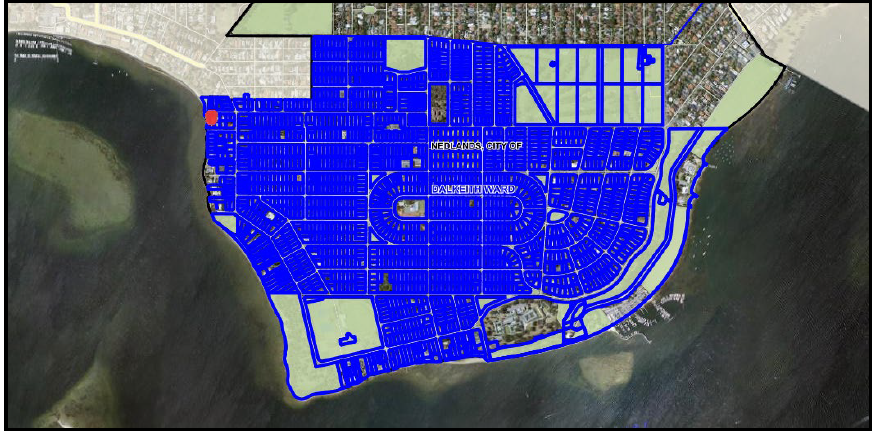 NEDLANDS, CITY OF
DALKEITH WARD